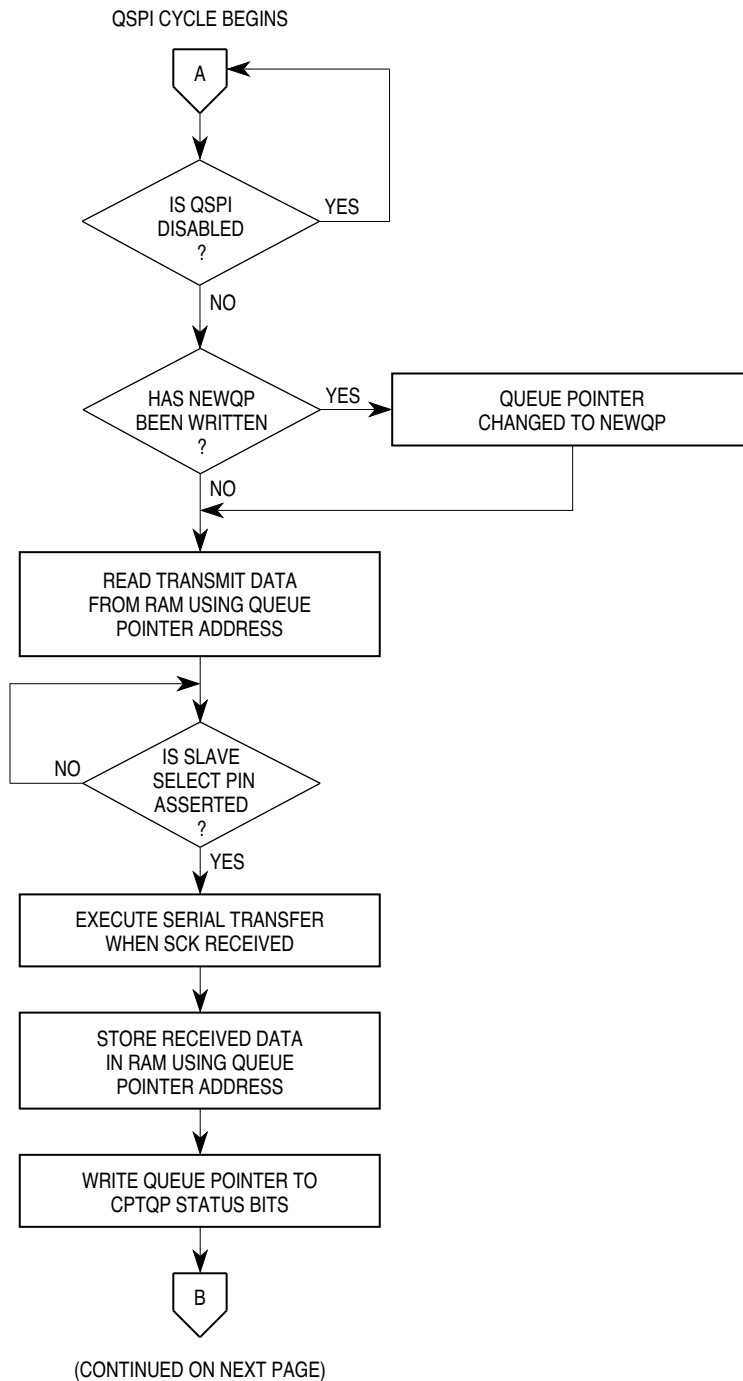 QSPI CYCLE BEGINS
A
IS QSPI
DISABLED
?
YES
NO
HAS NEWQP
BEEN WRITTEN
?
YES
QUEUE POINTER
CHANGED TO NEWQP
NO
READ TRANSMIT DATA
FROM RAM USING QUEUE
POINTER ADDRESS
IS SLAVE
SELECT PIN
ASSERTED
?
NO
YES
EXECUTE SERIAL TRANSFER
WHEN SCK RECEIVED
STORE RECEIVED DATA
IN RAM USING QUEUE
POINTER ADDRESS
WRITE QUEUE POINTER TO
CPTQP STATUS BITS
B
(CONTINUED ON NEXT PAGE)